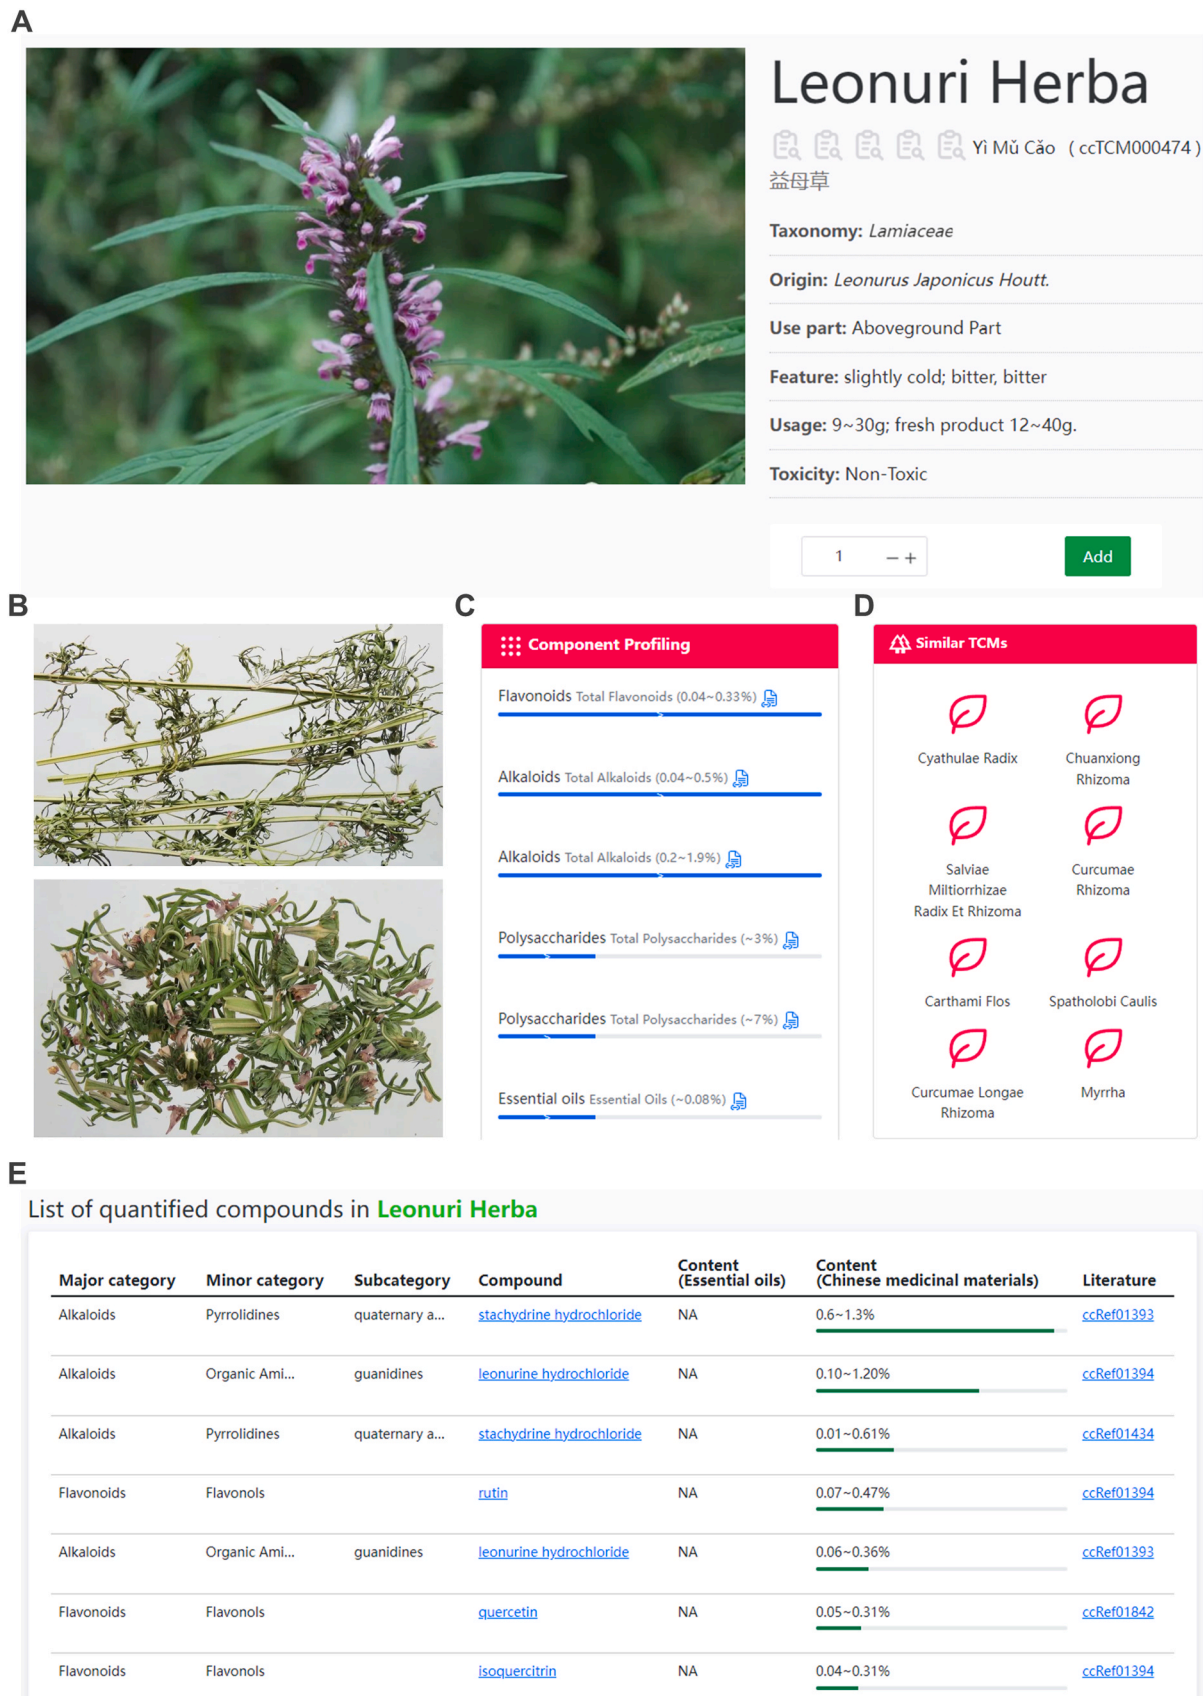 A
Leonuri Herba
Yì Mǔ Cǎo ( ccTCM000474 )
益母草
Taxonomy: Lamiaceae
Origin: Leonurus Japonicus Houtt.
Use part: Aboveground Part
Feature: slightly cold; bitter, bitter
Usage: 9~30g; fresh product 12~40g.
Toxicity: Non-Toxic
1 − +
Add
B
C
Component Profiling
Flavonoids Total Flavonoids (0.04~0.33%)
Alkaloids Total Alkaloids (0.04~0.5%)
Alkaloids Total Alkaloids (0.2~1.9%)
Polysaccharides Total Polysaccharides (~3%)
Polysaccharides Total Polysaccharides (~7%)
Essential oils Essential Oils (~0.08%)
D
Similar TCMs
Cyathulae Radix
Chuanxiong
Rhizoma
Salviae
Miltiorrhizae
Radix Et Rhizoma
Curcumae
Rhizoma
Carthami Flos
Spatholobi Caulis
Curcumae Longae
Rhizoma
Myrrha
E
List of quantified compounds in Leonuri Herba
Major category Minor category Subcategory Compound Content (Essential oils) Content (Chinese medicinal materials) Literature
Alkaloids Pyrrolidines quaternary a... stachydrine hydrochloride NA 0.6~1.3% ccRef01393
Alkaloids Organic Ami... guanidines leonurine hydrochloride NA 0.10~1.20% ccRef01394
Alkaloids Pyrrolidines quaternary a... stachydrine hydrochloride NA 0.01~0.61% ccRef01434
Flavonoids Flavonols rutin NA 0.07~0.47% ccRef01394
Alkaloids Organic Ami... guanidines leonurine hydrochloride NA 0.06~0.36% ccRef01393
Flavonoids Flavonols quercetin NA 0.05~0.31% ccRef01842
Flavonoids Flavonols isoquercitrin NA 0.04~0.31% ccRef01394